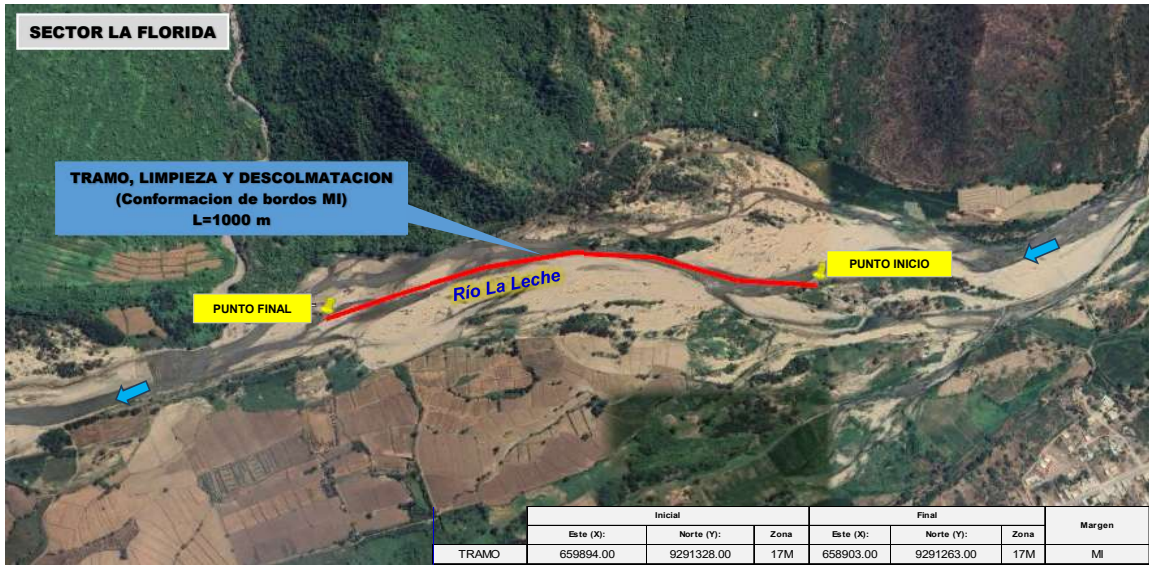 SECTOR LA FLORIDA
TRAMO, LIMPIEZA Y DESCOLMATACION
(Conformacion de bordos MI)
L=1000 m
PUNTO INICIO
Río La Leche
PUNTO FINAL
Inicial Final Margen
Este (X): Norte (Y): Zona Este (X): Norte (Y): Zona
TRAMO 659894.00 9291328.00 17M 658903.00 9291263.00 17M MI